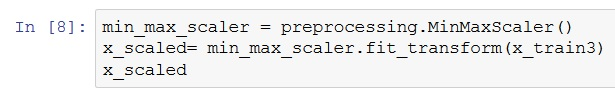 In [8]: min_max_scaler = preprocessing.MinMaxScaler()
x_scaled= min_max_scaler.fit_transform(x_train3)
x_scaled